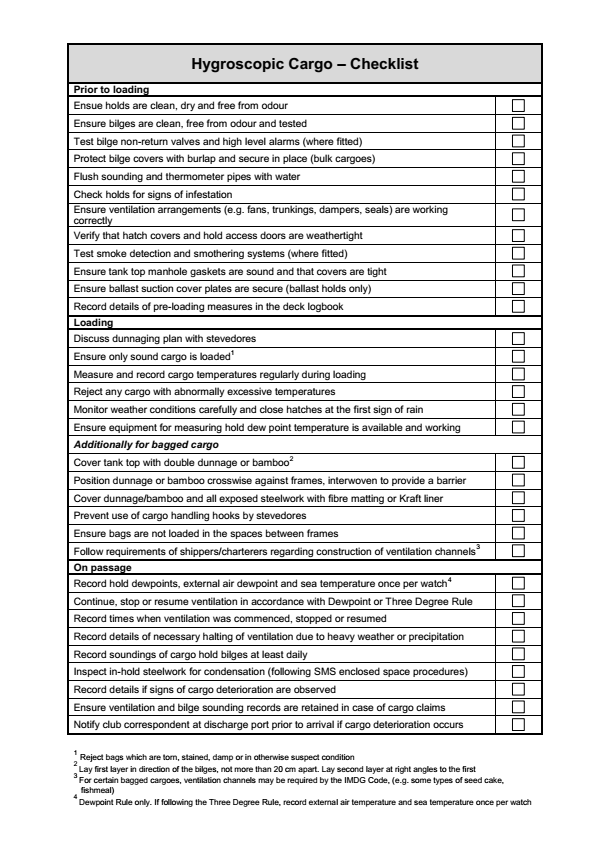 Hygroscopic Cargo – Checklist
Prior to loading
Ensue holds are clean, dry and free from odour
Ensure bilges are clean, free from odour and tested
Test bilge non-return valves and high level alarms (where fitted)
Protect bilge covers with burlap and secure in place (bulk cargoes)
Flush sounding and thermometer pipes with water
Check holds for signs of infestation
Ensure ventilation arrangements (e.g. fans, trunkings, dampers, seals) are working
correctly
Verify that hatch covers and hold access doors are weathertight
Test smoke detection and smothering systems (where fitted)
Ensure tank top manhole gaskets are sound and that covers are tight
Ensure ballast suction cover plates are secure (ballast holds only)
Record details of pre-loading measures in the deck logbook
Loading
Discuss dunnaging plan with stevedores
Ensure only sound cargo is loaded1
Measure and record cargo temperatures regularly during loading
Reject any cargo with abnormally excessive temperatures
Monitor weather conditions carefully and close hatches at the first sign of rain
Ensure equipment for measuring hold dew point temperature is available and working
Additionally for bagged cargo
Cover tank top with double dunnage or bamboo2
Position dunnage or bamboo crosswise against frames, interwoven to provide a barrier
Cover dunnage/bamboo and all exposed steelwork with fibre matting or Kraft liner
Prevent use of cargo handling hooks by stevedores
Ensure bags are not loaded in the spaces between frames
Follow requirements of shippers/charterers regarding construction of ventilation channels3
On passage
Record hold dewpoints, external air dewpoint and sea temperature once per watch4
Continue, stop or resume ventilation in accordance with Dewpoint or Three Degree Rule
Record times when ventilation was commenced, stopped or resumed
Record details of necessary halting of ventilation due to heavy weather or precipitation
Record soundings of cargo hold bilges at least daily
Inspect in-hold steelwork for condensation (following SMS enclosed space procedures)
Record details if signs of cargo deterioration are observed
Ensure ventilation and bilge sounding records are retained in case of cargo claims
Notify club correspondent at discharge port prior to arrival if cargo deterioration occurs
1 Reject bags which are torn, stained, damp or in otherwise suspect condition
2 Lay first layer in direction of the bilges, not more than 20 cm apart. Lay second layer at right angles to the first
3 For certain bagged cargoes, ventilation channels may be required by the IMDG Code, (e.g. some types of seed cake,
fishmeal)
4 Dewpoint Rule only. If following the Three Degree Rule, record external air temperature and sea temperature once per watch